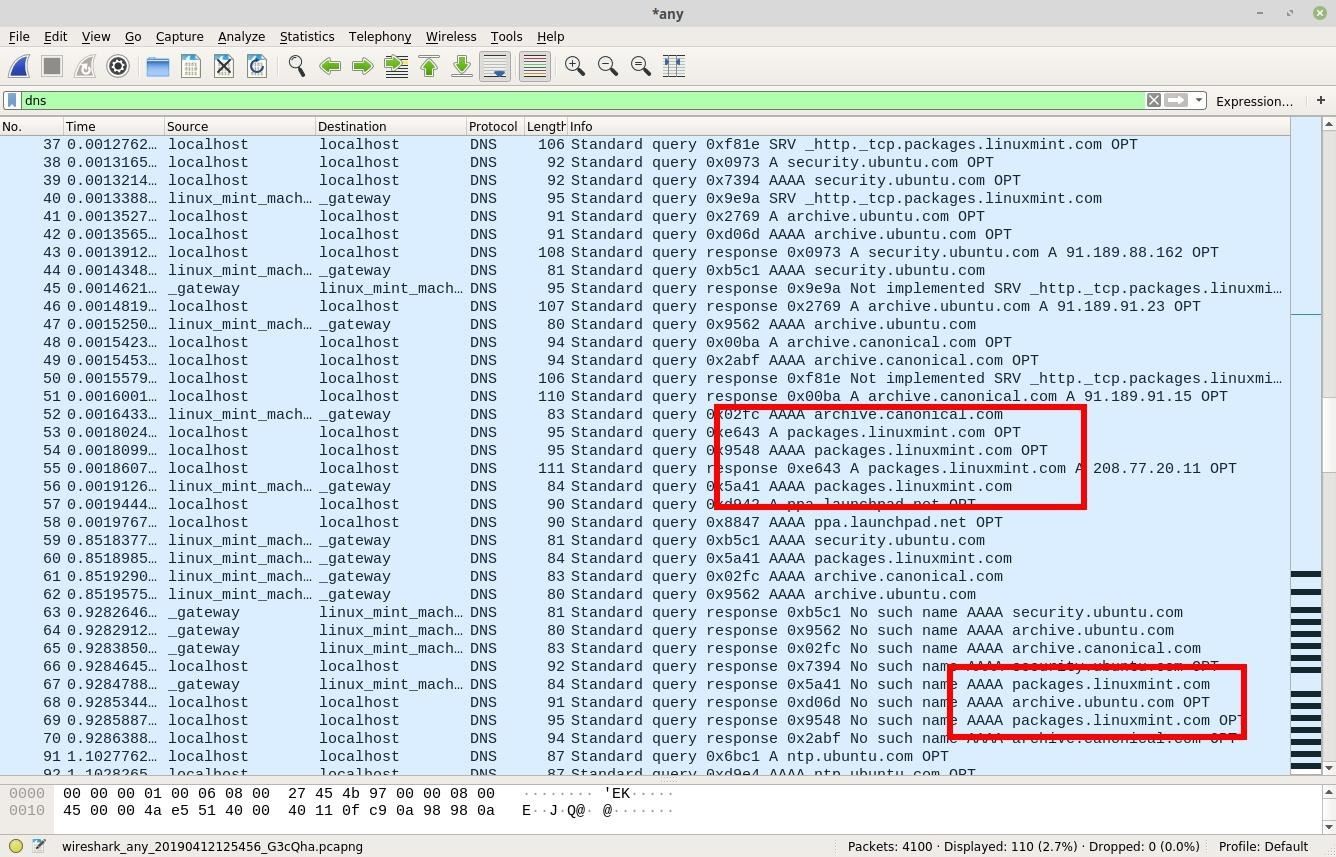 *any
File Edit View Go Capture Analyze Statistics Telephony Wireless Tools Help
dns Expression… +
No. Time Source Destination Protocol Length Info
37 0.0012762… localhost localhost DNS 106 Standard query 0xf81e SRV _http._tcp.packages.linuxmint.com OPT
38 0.0013165… localhost localhost DNS 92 Standard query 0x0973 A security.ubuntu.com OPT
39 0.0013214… localhost localhost DNS 92 Standard query 0x7394 AAAA security.ubuntu.com OPT
40 0.0013388… linux_mint_mach… _gateway DNS 95 Standard query 0x9e9a SRV _http._tcp.packages.linuxmint.com
41 0.0013527… localhost localhost DNS 91 Standard query 0x2769 A archive.ubuntu.com OPT
42 0.0013565… localhost localhost DNS 91 Standard query 0xd06d AAAA archive.ubuntu.com OPT
43 0.0013912… localhost localhost DNS 108 Standard query response 0x0973 A security.ubuntu.com A 91.189.88.162 OPT
44 0.0014348… linux_mint_mach… _gateway DNS 81 Standard query 0xb5c1 AAAA security.ubuntu.com
45 0.0014621… _gateway linux_mint_mach… DNS 95 Standard query response 0x9e9a Not implemented SRV _http._tcp.packages.linuxmi…
46 0.0014819… localhost localhost DNS 107 Standard query response 0x2769 A archive.ubuntu.com A 91.189.91.23 OPT
47 0.0015250… linux_mint_mach… _gateway DNS 80 Standard query 0x9562 AAAA archive.ubuntu.com
48 0.0015423… localhost localhost DNS 94 Standard query 0x00ba A archive.canonical.com OPT
49 0.0015453… localhost localhost DNS 94 Standard query 0x2abf AAAA archive.canonical.com OPT
50 0.0015579… localhost localhost DNS 106 Standard query response 0xf81e Not implemented SRV _http._tcp.packages.linuxmi…
51 0.0016001… localhost localhost DNS 110 Standard query response 0x00ba A archive.canonical.com A 91.189.91.15 OPT
52 0.0016433… linux_mint_mach… _gateway DNS 83 Standard query 0x02fc AAAA archive.canonical.com
53 0.0018024… localhost localhost DNS 95 Standard query 0xe643 A packages.linuxmint.com OPT
54 0.0018099… localhost localhost DNS 95 Standard query 0x9548 AAAA packages.linuxmint.com OPT
55 0.0018607… localhost localhost DNS 111 Standard query response 0xe643 A packages.linuxmint.com A 208.77.20.11 OPT
56 0.0019126… linux_mint_mach… _gateway DNS 84 Standard query 0x5a41 AAAA packages.linuxmint.com
57 0.0019444… localhost localhost DNS 90 Standard query 0xd942 A ppa.launchpad.net OPT
58 0.0019767… localhost localhost DNS 90 Standard query 0x8847 AAAA ppa.launchpad.net OPT
59 0.8518377… linux_mint_mach… _gateway DNS 81 Standard query 0xb5c1 AAAA security.ubuntu.com
60 0.8518985… linux_mint_mach… _gateway DNS 84 Standard query 0x5a41 AAAA packages.linuxmint.com
61 0.8519290… linux_mint_mach… _gateway DNS 83 Standard query 0x02fc AAAA archive.canonical.com
62 0.8519575… linux_mint_mach… _gateway DNS 80 Standard query 0x9562 AAAA archive.ubuntu.com
63 0.9282646… _gateway linux_mint_mach… DNS 81 Standard query response 0xb5c1 No such name AAAA security.ubuntu.com
64 0.9282912… _gateway linux_mint_mach… DNS 80 Standard query response 0x9562 No such name AAAA archive.ubuntu.com
65 0.9283850… _gateway linux_mint_mach… DNS 83 Standard query response 0x02fc No such name AAAA archive.canonical.com
66 0.9284645… localhost localhost DNS 92 Standard query response 0x7394 No such name AAAA security.ubuntu.com OPT
67 0.9284788… _gateway linux_mint_mach… DNS 84 Standard query response 0x5a41 No such name AAAA packages.linuxmint.com
68 0.9285344… localhost localhost DNS 91 Standard query response 0xd06d No such name AAAA archive.ubuntu.com OPT
69 0.9285887… localhost localhost DNS 95 Standard query response 0x9548 No such name AAAA packages.linuxmint.com OPT
70 0.9286388… localhost localhost DNS 94 Standard query response 0x2abf No such name AAAA archive.canonical.com OPT
91 1.1027762… localhost localhost DNS 87 Standard query 0x6bc1 A ntp.ubuntu.com OPT
92 1.1028265… localhost localhost DNS 87 Standard query 0xd9e4 AAAA ntp.ubuntu.com OPT
0000 00 00 00 01 00 06 08 00 27 45 4b 97 00 00 08 00 ········ 'EK·····
0010 45 00 00 4a e5 51 40 00 40 11 0f c9 0a 98 98 0a E··J·Q@· @·······
wireshark_any_20190412125456_G3cQha.pcapng Packets: 4100 · Displayed: 110 (2.7%) · Dropped: 0 (0.0%) Profile: Default